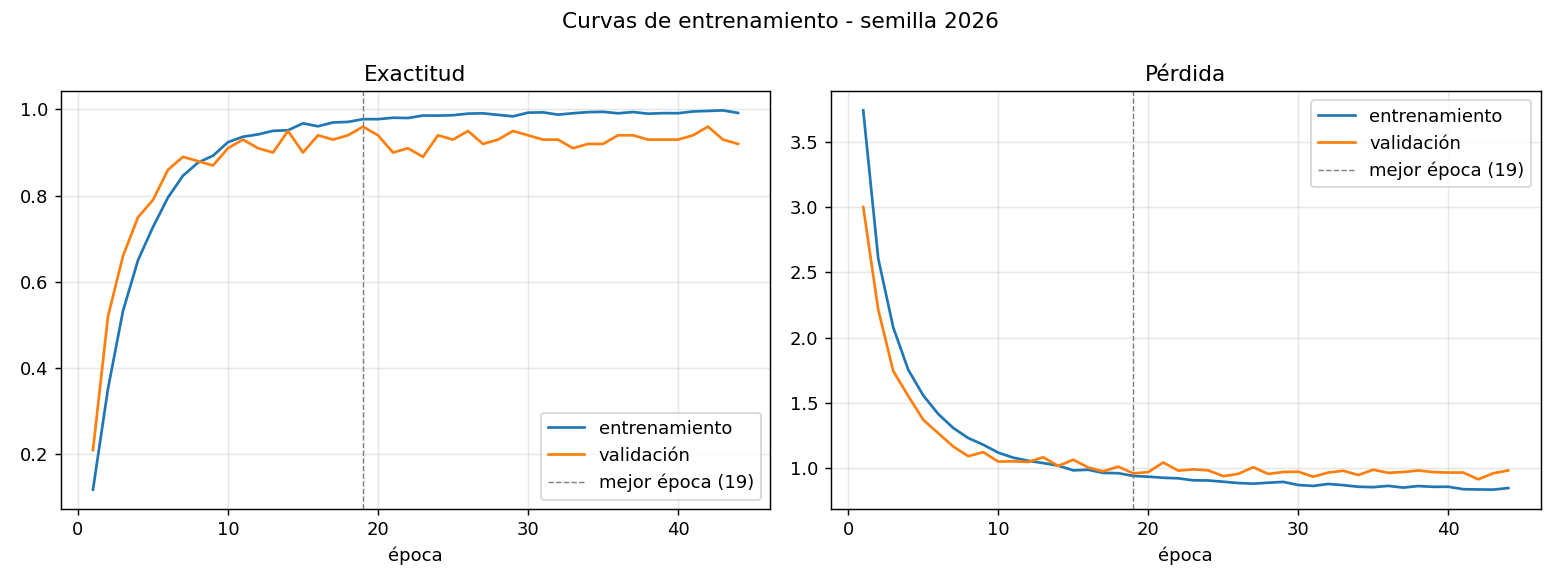 Curvas de entrenamiento - semilla 2026
Exactitud
1.0
0.8
0.6
0.4
0.2
0
10
20
30
40
época
entrenamiento
validación
mejor época (19)
Pérdida
3.5
3.0
2.5
2.0
1.5
1.0
0
10
20
30
40
época
entrenamiento
validación
mejor época (19)